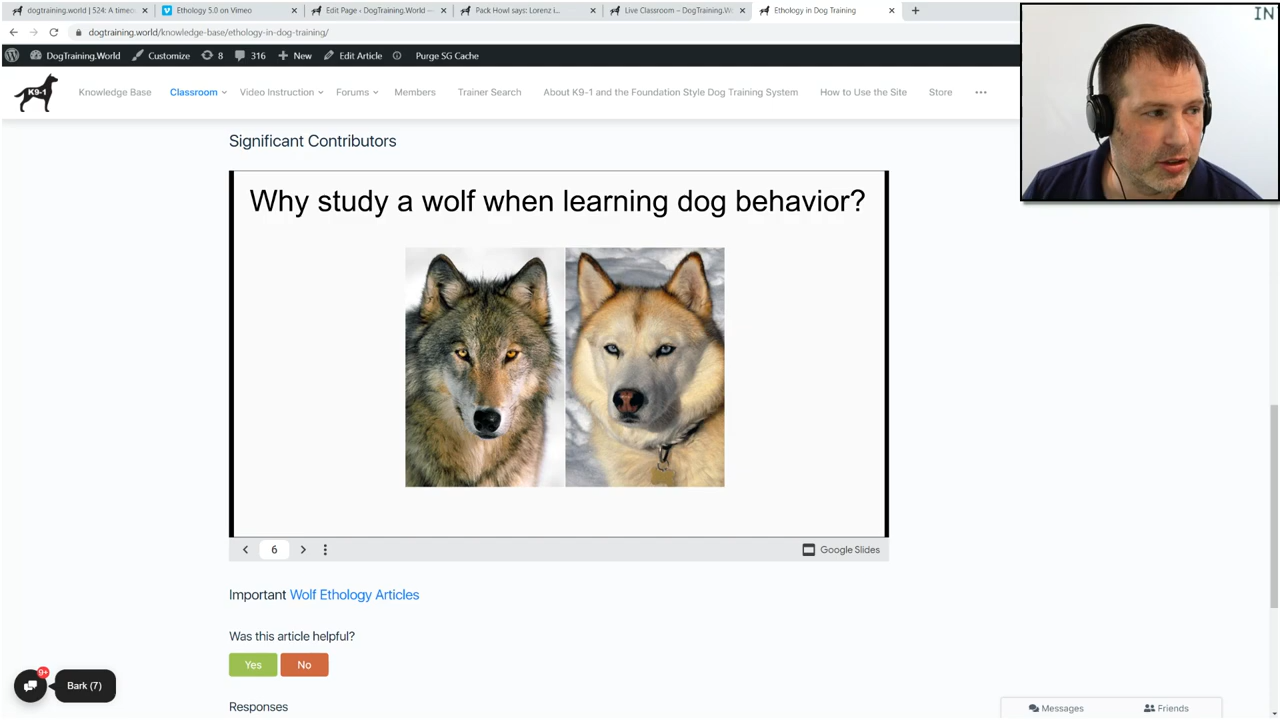 dogtraining.world | 524: A timeo
Ethology 5.0 on Vimeo
Edit Page ‹ DogTraining.World —
Pack Howl says: Lorenz i
Live Classroom – DogTraining.W
Ethology in Dog Training
IN
dogtraining.world/knowledge-base/ethology-in-dog-training/
DogTraining.World Customize 8 316 New Edit Article Purge SG Cache
K9-1 Knowledge Base Classroom Video Instruction Forums Members Trainer Search About K9-1 and the Foundation Style Dog Training System How to Use the Site Store
Significant Contributors
Why study a wolf when learning dog behavior?
6
Google Slides
Important Wolf Ethology Articles
Was this article helpful?
Yes No
9+
Bark (7)
Responses
Messages Friends